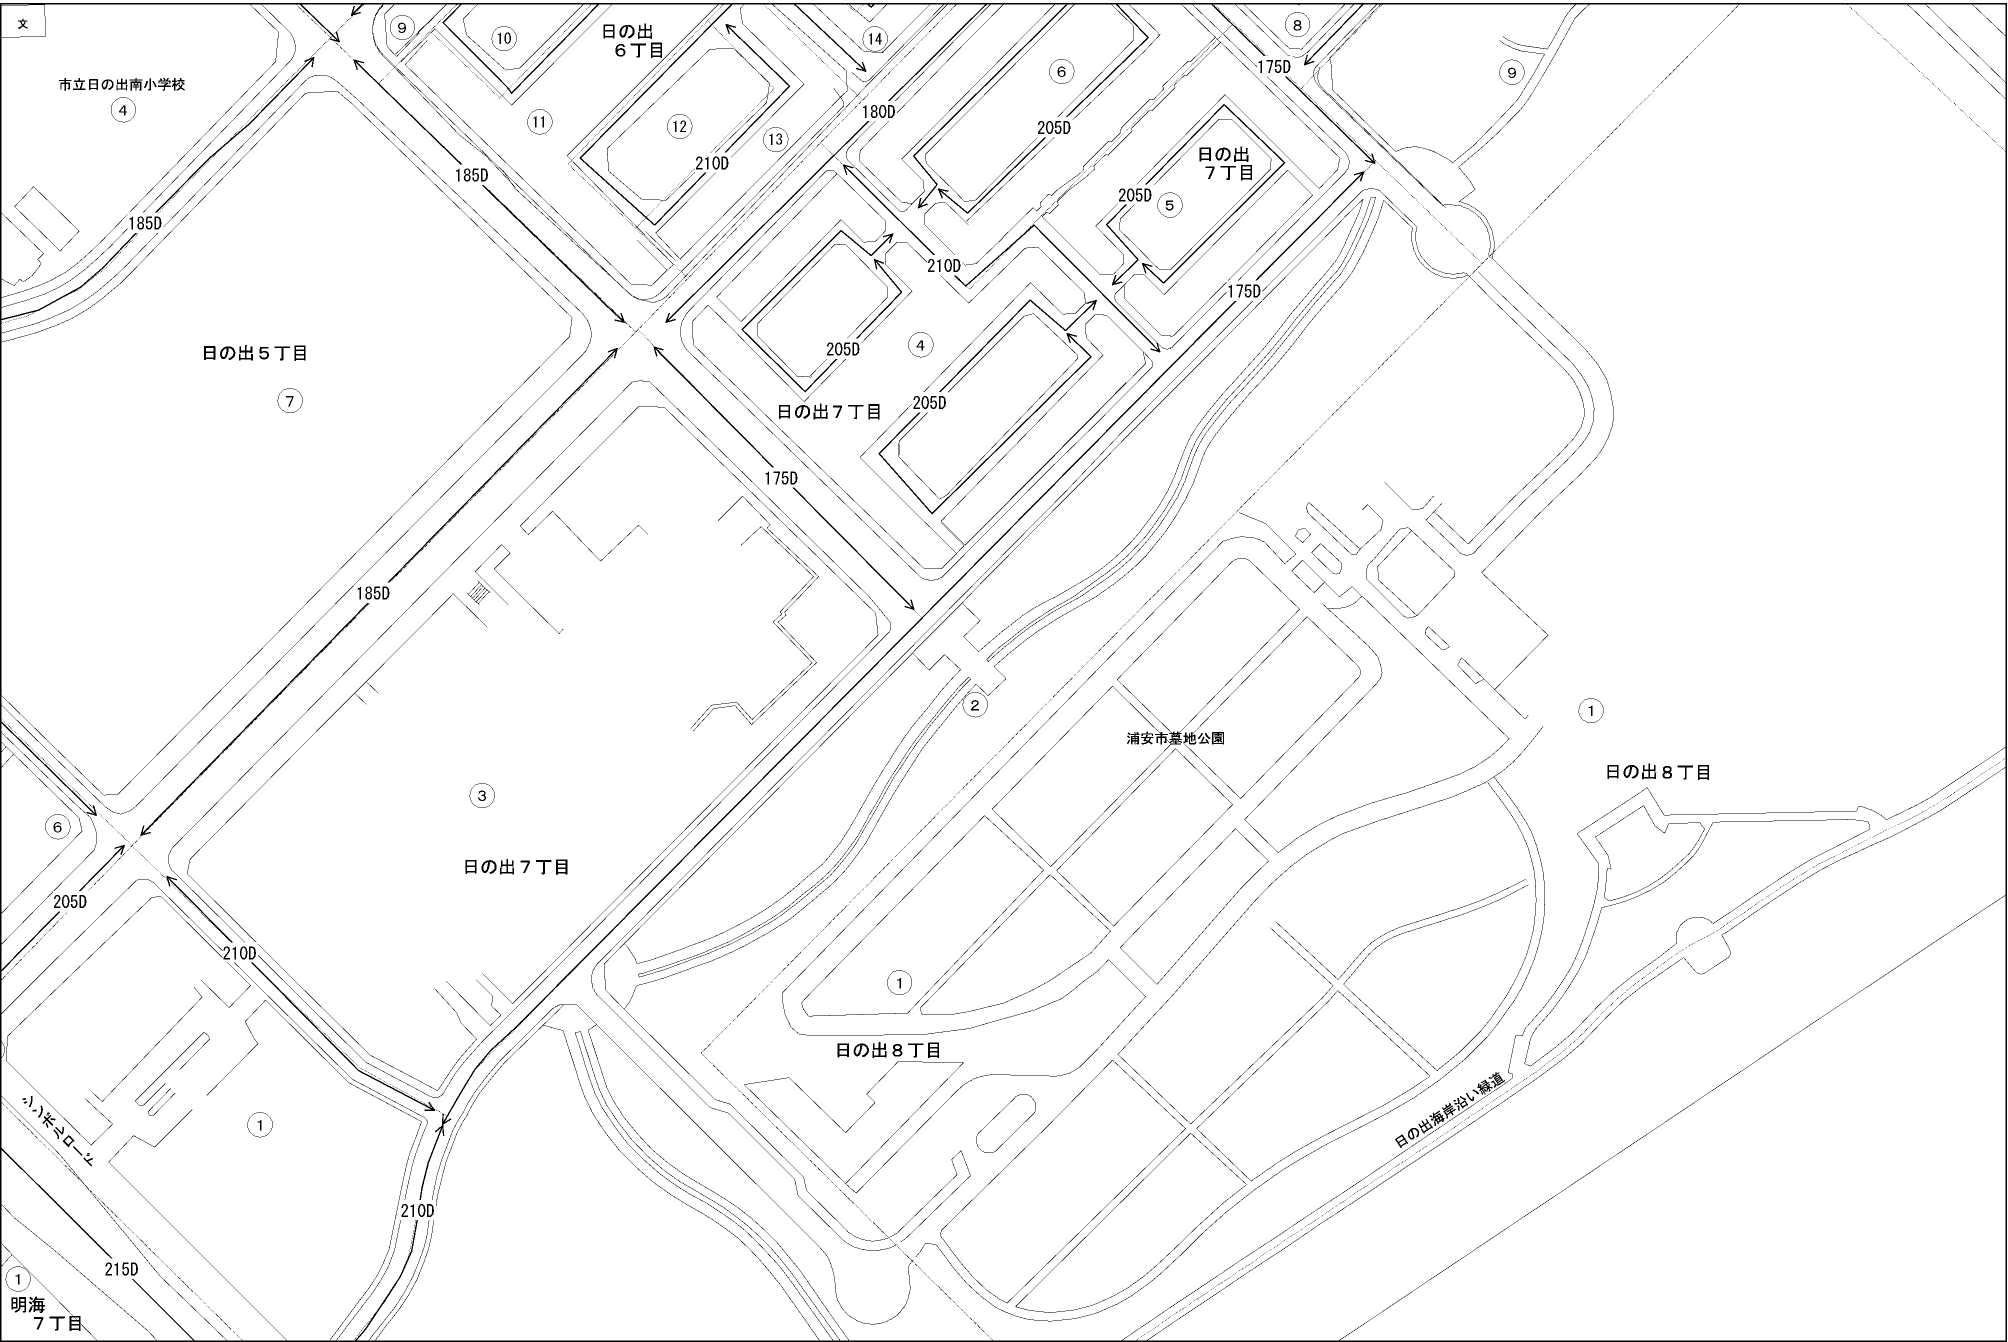 文
⑨
⑩
日の出
６丁目
⑭
⑧
175D
⑥
⑨
市立日の出南小学校
④
⑪
⑫
⑬
180D
205D
210D
185D
日の出
７丁目
205D
⑤
185D
210D
175D
日の出５丁目
⑦
205D
④
日の出７丁目
205D
175D
185D
②
浦安市墓地公園
①
日の出８丁目
③
⑥
日の出７丁目
205D
210D
①
日の出８丁目
シンボルロード
①
日の出海岸沿い緑道
210D
215D
①
明海
７丁目